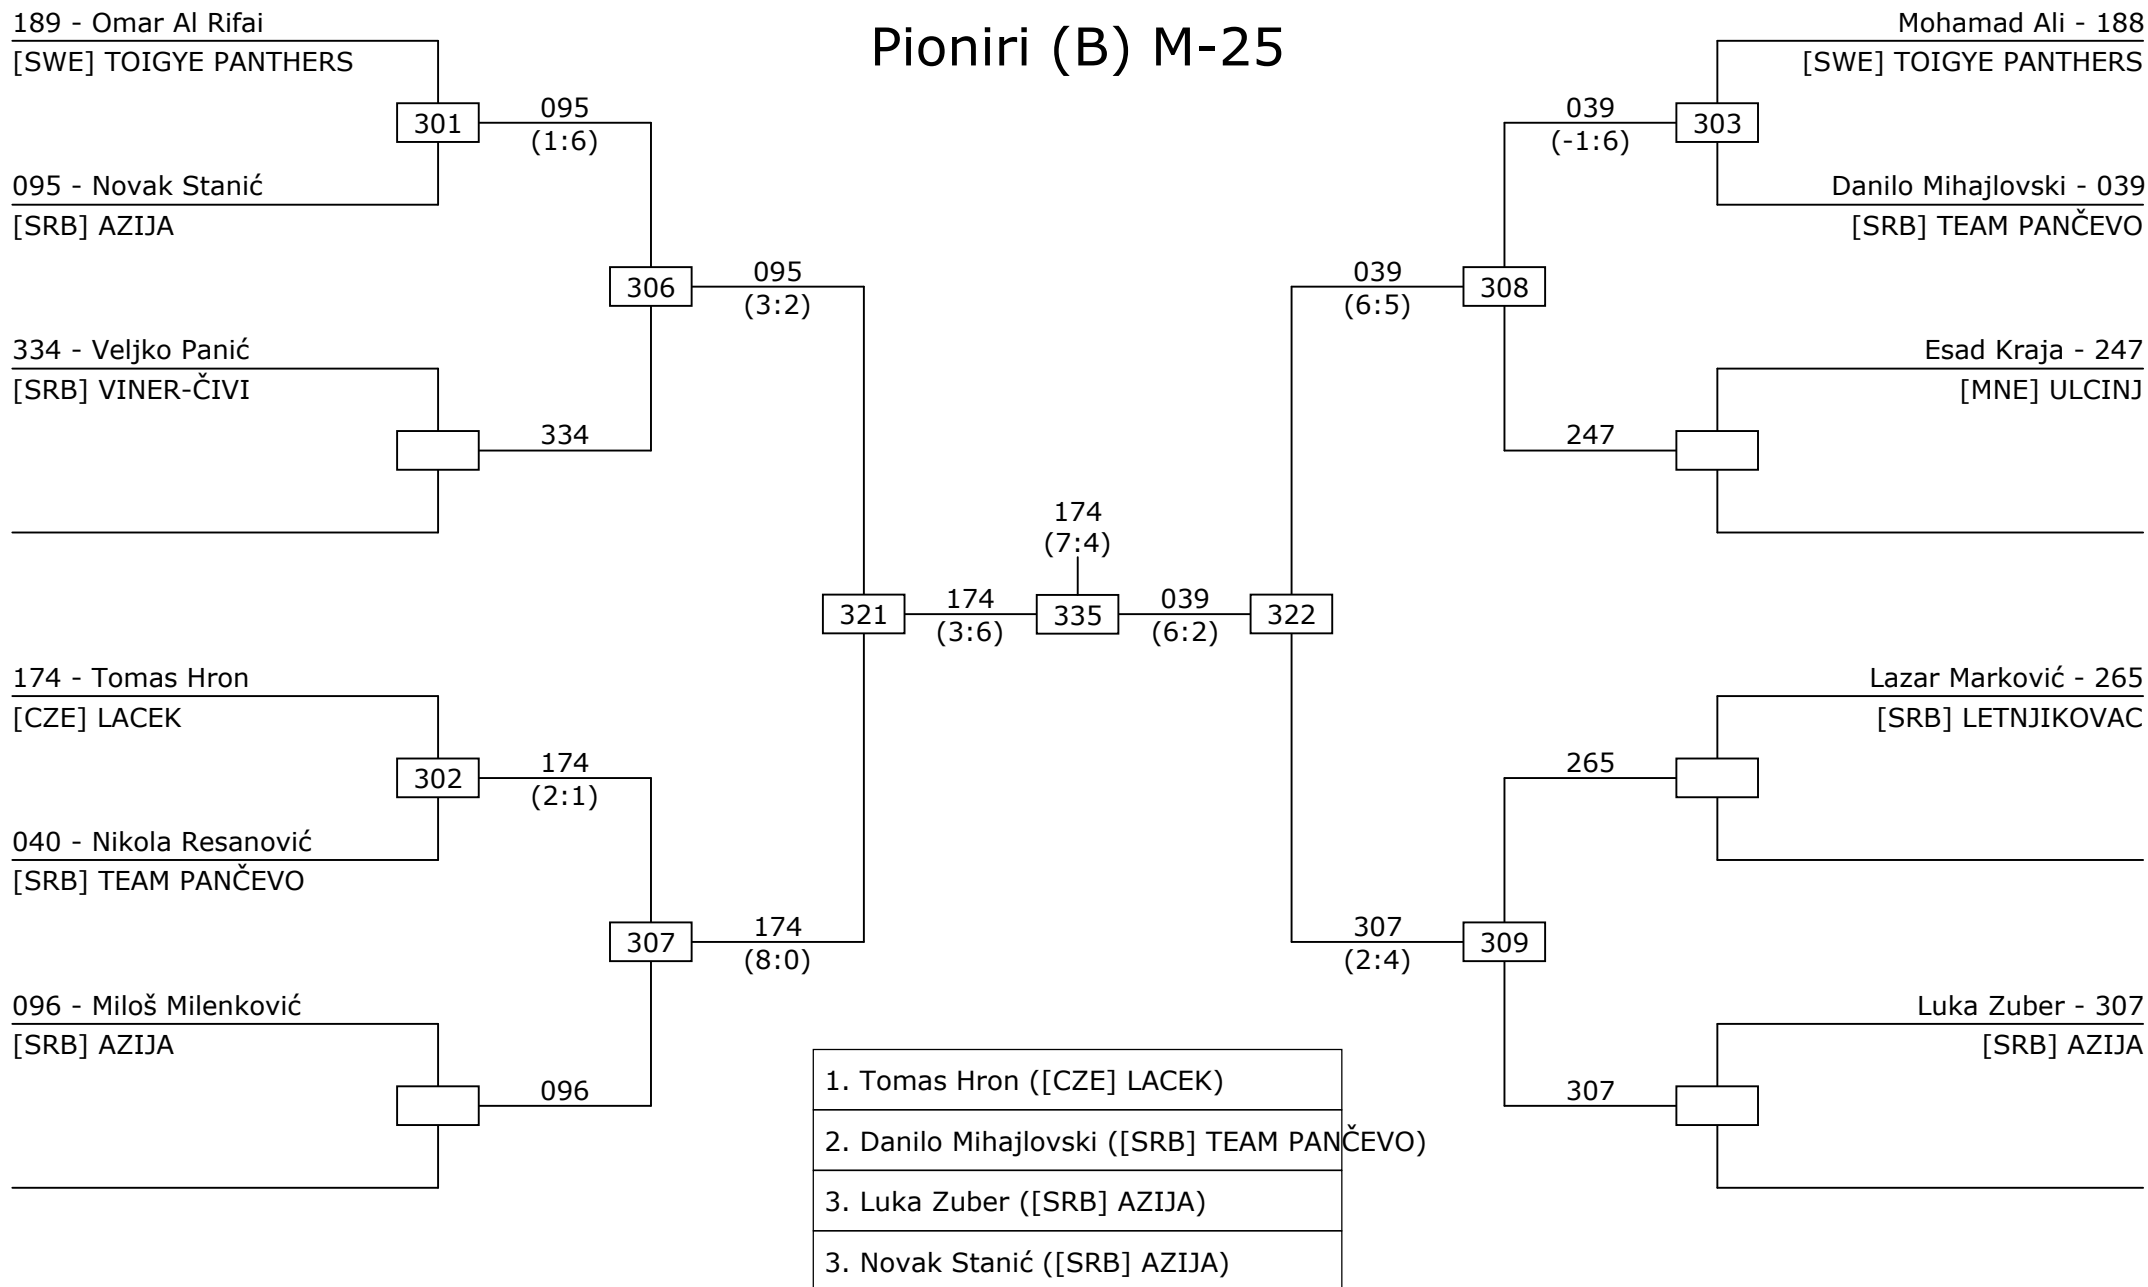 Pioniri (B) M-25
189 - Omar Al Rifai
[SWE] TOIGYE PANTHERS
301
095
(1:6)
095 - Novak Stanić
[SRB] AZIJA
306
095
(3:2)
334 - Veljko Panić
[SRB] VINER-ČIVI
334
174 - Tomas Hron
[CZE] LACEK
302
174
(2:1)
040 - Nikola Resanović
[SRB] TEAM PANČEVO
307
174
(8:0)
096 - Miloš Milenković
[SRB] AZIJA
096
321
174
(3:6)
174
(7:4)
335
039
(6:2)
322
Mohamad Ali - 188
[SWE] TOIGYE PANTHERS
039
(-1:6)
303
Danilo Mihajlovski - 039
[SRB] TEAM PANČEVO
039
(6:5)
308
Esad Kraja - 247
[MNE] ULCINJ
247
Lazar Marković - 265
[SRB] LETNJIKOVAC
265
307
(2:4)
309
Luka Zuber - 307
[SRB] AZIJA
307
1. Tomas Hron ([CZE] LACEK)
2. Danilo Mihajlovski ([SRB] TEAM PANČEVO)
3. Luka Zuber ([SRB] AZIJA)
3. Novak Stanić ([SRB] AZIJA)